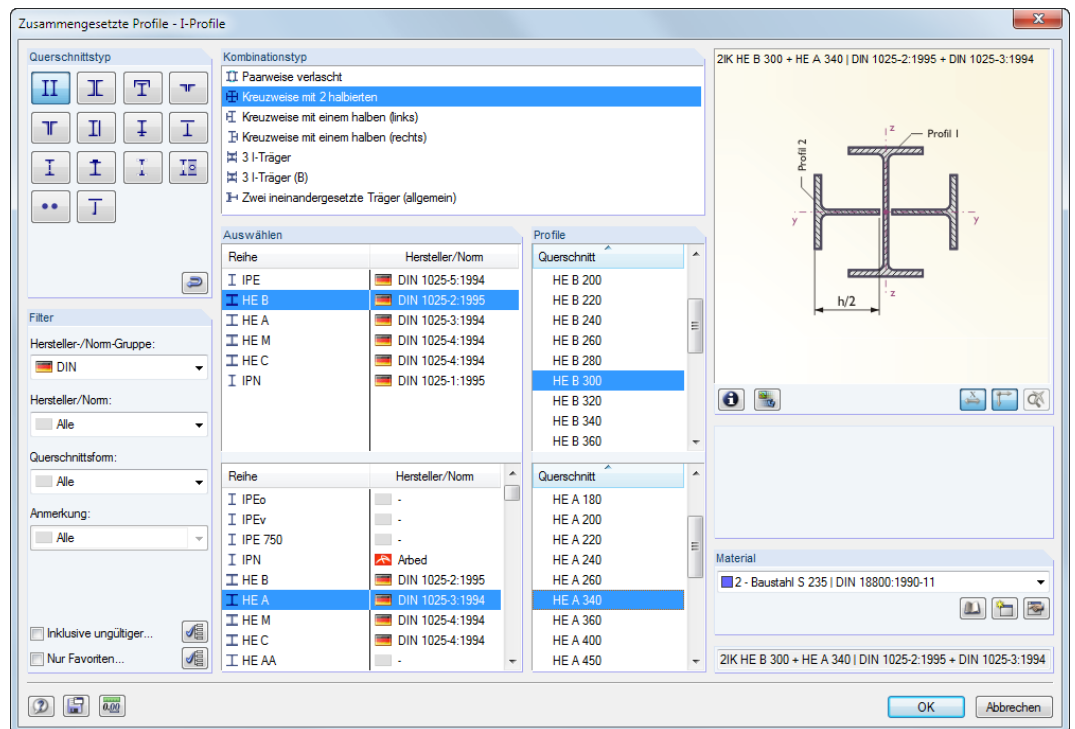 Zusammengesetzte Profile - I-Profile
Querschnittstyp
Filter
Hersteller-/Norm-Gruppe:
DIN
Hersteller/Norm:
Alle
Querschnittsform:
Alle
Anmerkung:
Alle
Inklusive ungültiger...
Nur Favoriten...
Kombinationstyp
Paarweise verlascht
Kreuzweise mit 2 halbierten
Kreuzweise mit einem halben (links)
Kreuzweise mit einem halben (rechts)
3 I-Träger
3 I-Träger (B)
Zwei ineinandergesetzte Träger (allgemein)
Auswählen
Reihe Hersteller/Norm
IPE DIN 1025-5:1994
HE B DIN 1025-2:1995
HE A DIN 1025-3:1994
HE M DIN 1025-4:1994
HE C DIN 1025-4:1994
IPN DIN 1025-1:1995
Profile
Querschnitt
HE B 200
HE B 220
HE B 240
HE B 260
HE B 280
HE B 300
HE B 320
HE B 340
HE B 360
Reihe Hersteller/Norm
IPEo -
IPEv -
IPE 750 -
IPN Arbed
HE B DIN 1025-2:1995
HE A DIN 1025-3:1994
HE M DIN 1025-4:1994
HE C DIN 1025-4:1994
HE AA -
Querschnitt
HE A 180
HE A 200
HE A 220
HE A 240
HE A 260
HE A 340
HE A 360
HE A 400
HE A 450
2IK HE B 300 + HE A 340 | DIN 1025-2:1995 + DIN 1025-3:1994
z
Profil 1
Profil 2
y
y
z
h/2
Material
2 - Baustahl S 235 | DIN 18800:1990-11
2IK HE B 300 + HE A 340 | DIN 1025-2:1995 + DIN 1025-3:1994
0.00
OK
Abbrechen